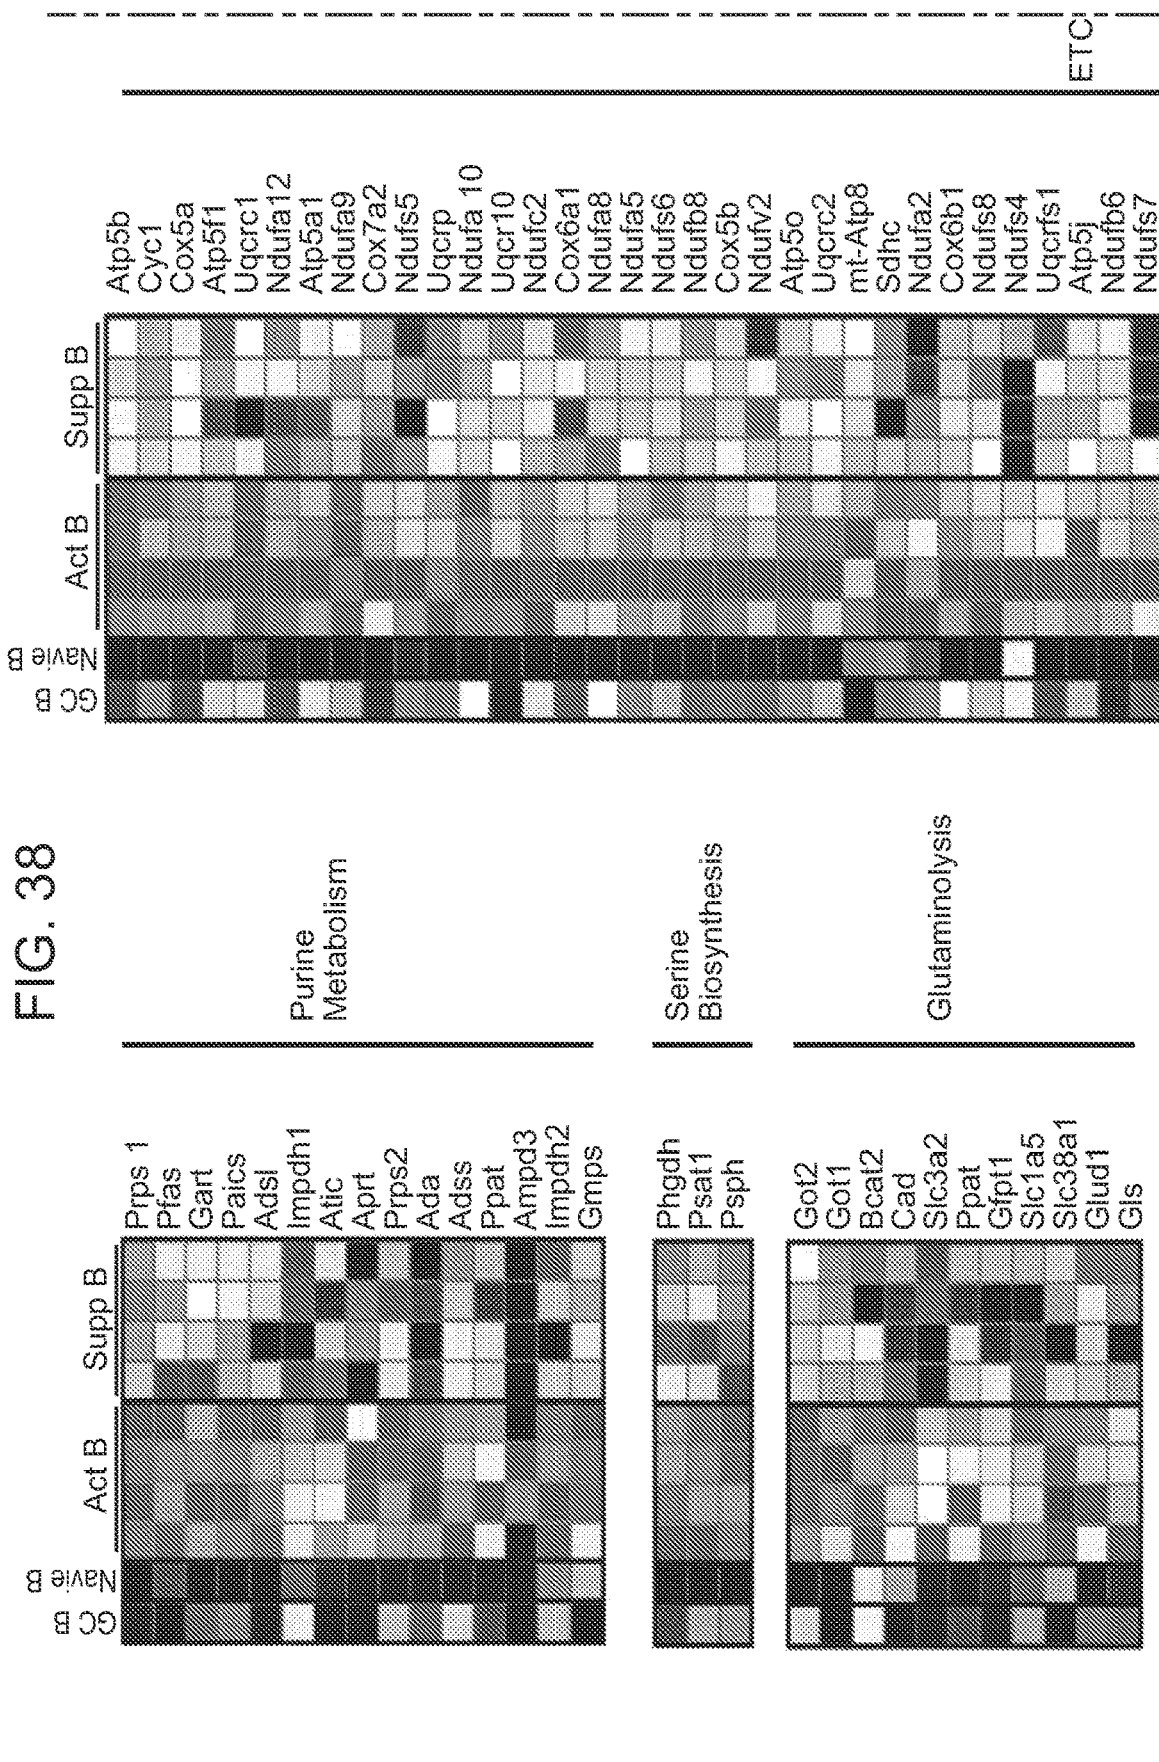 FIG. 38
GC B
Navie B
Act B
Supp B
Prps 1
Pfas
Gart
Paics
Adsl
Impdh1
Atic
Aprt
Prps2
Ada
Adss
Ppat
Ampd3
Impdh2
Gmps
Purine
Metabolism
Phgdh
Psat1
Psph
Serine
Biosynthesis
Got2
Got1
Bcat2
Cad
Slc3a2
Ppat
Gfpt1
Slc1a5
Slc38a1
Glud1
Gls
Glutaminolysis
GC B
Navie B
Act B
Supp B
Atp5b
Cyc1
Cox5a
Atp5f1
Uqcrc1
Ndufa12
Atp5a1
Ndufa9
Cox7a2
Ndufs5
Uqcrp
Ndufa 10
Uqcr10
Ndufc2
Cox6a1
Ndufa8
Ndufa5
Ndufs6
Ndufb8
Cox5b
Ndufv2
Atp5o
Uqcrc2
mt-Atp8
Sdhc
Ndufa2
Cox6b1
Ndufs8
Ndufs4
Uqcrfs1
Atp5j
Ndufb6
Ndufs7
ETC